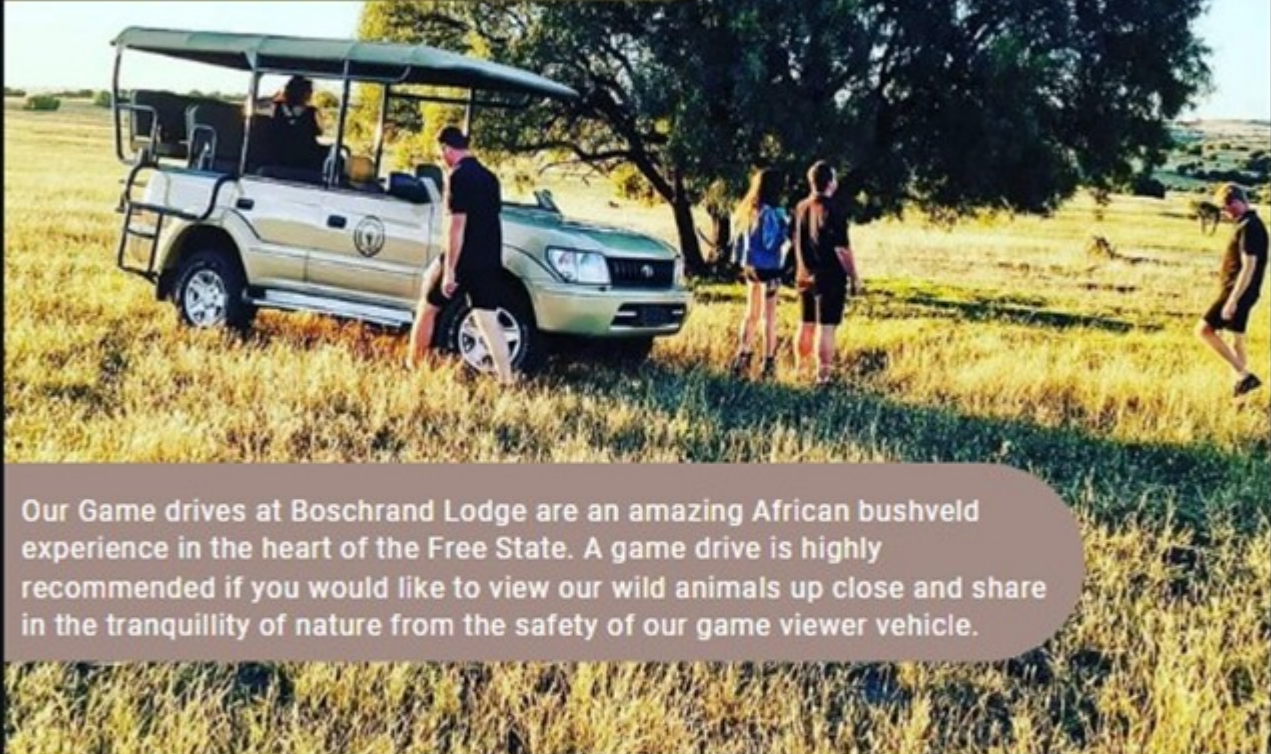 Our Game drives at Boschrand Lodge are an amazing African bushveld
experience in the heart of the Free State. A game drive is highly
recommended if you would like to view our wild animals up close and share
in the tranquillity of nature from the safety of our game viewer vehicle.